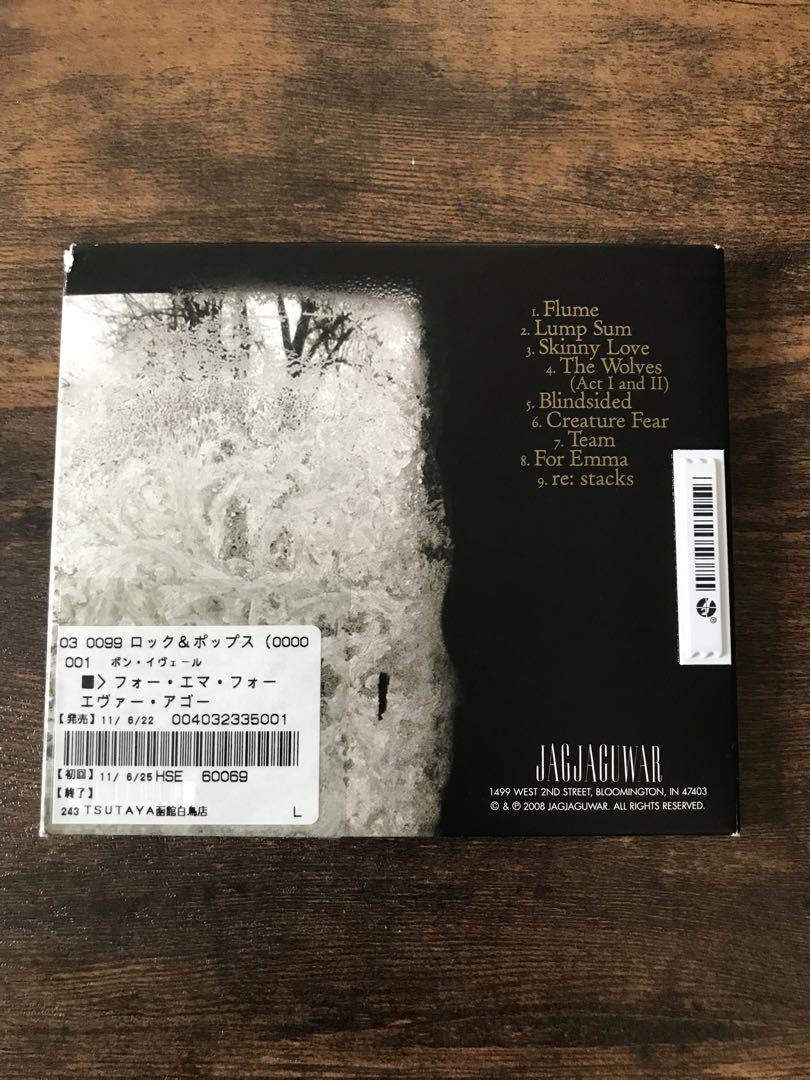 1. Flume
2. Lump Sum
3. Skinny Love
4. The Wolves
(Act I and II)
5. Blindsided
6. Creature Fear
7. Team
8. For Emma
9. re: stacks
03 0099 ロック&ポップス (0000
001 ボン・イヴェール
■> フォー・エマ・フォー
エヴァー・アゴー
【発売】11/ 6/22 004032335001
【初回】11/ 6/25 HSE 60069
【終了】
243 TSUTAYA函館白鳥店 L
JAGJAGUWAR
1499 WEST 2ND STREET, BLOOMINGTON, IN 47403
© & ℗ 2008 JAGJAGUWAR. ALL RIGHTS RESERVED.